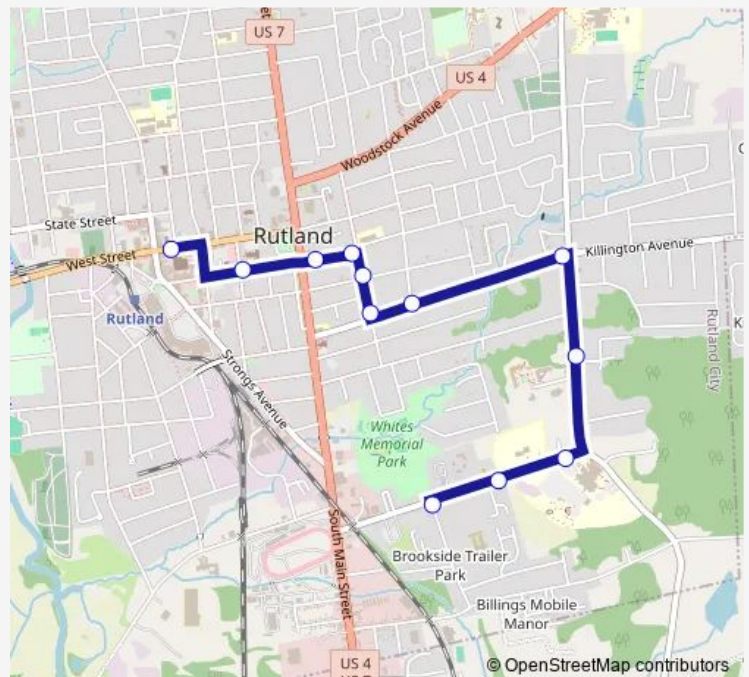 et
US 7
US 4
Woodstock Avenue
State Street
West Street
Rutland
Killington Avenue
Rutland
Rutland City
K
Strongs Avenue
Whites
Memorial
Park
South Main Street
Brookside Trailer
Park
Billings Mobile
Manor
US 4
© OpenStreetMap contributors